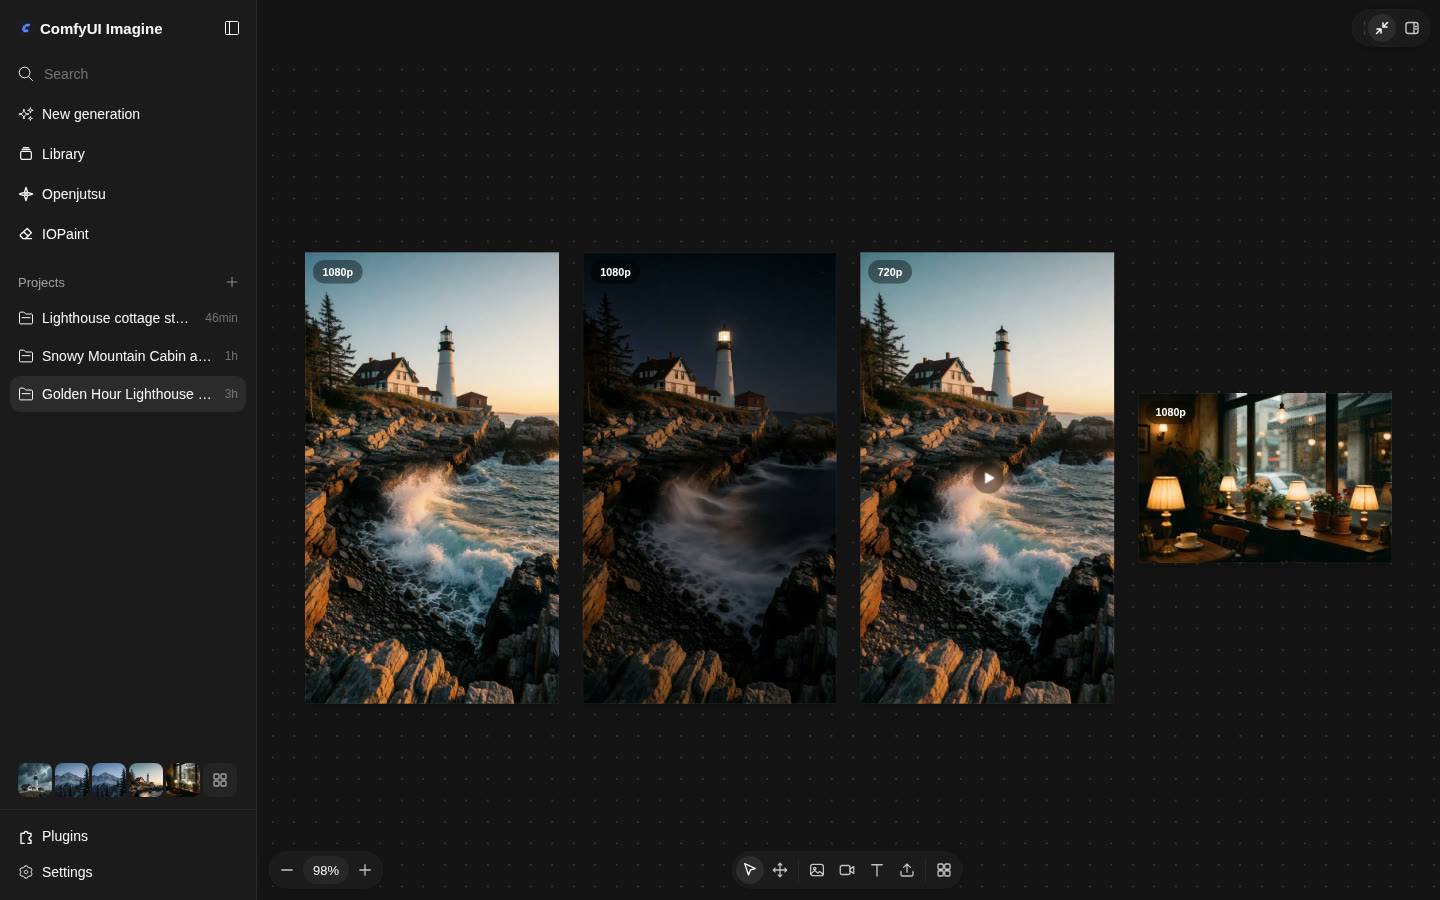 ComfyUI Imagine
Search
New generation
Library
Openjutsu
IOPaint
Projects
Lighthouse cottage st… 46min
Snowy Mountain Cabin a… 1h
Golden Hour Lighthouse … 3h
Plugins
Settings
1080p
1080p
720p
1080p
98%